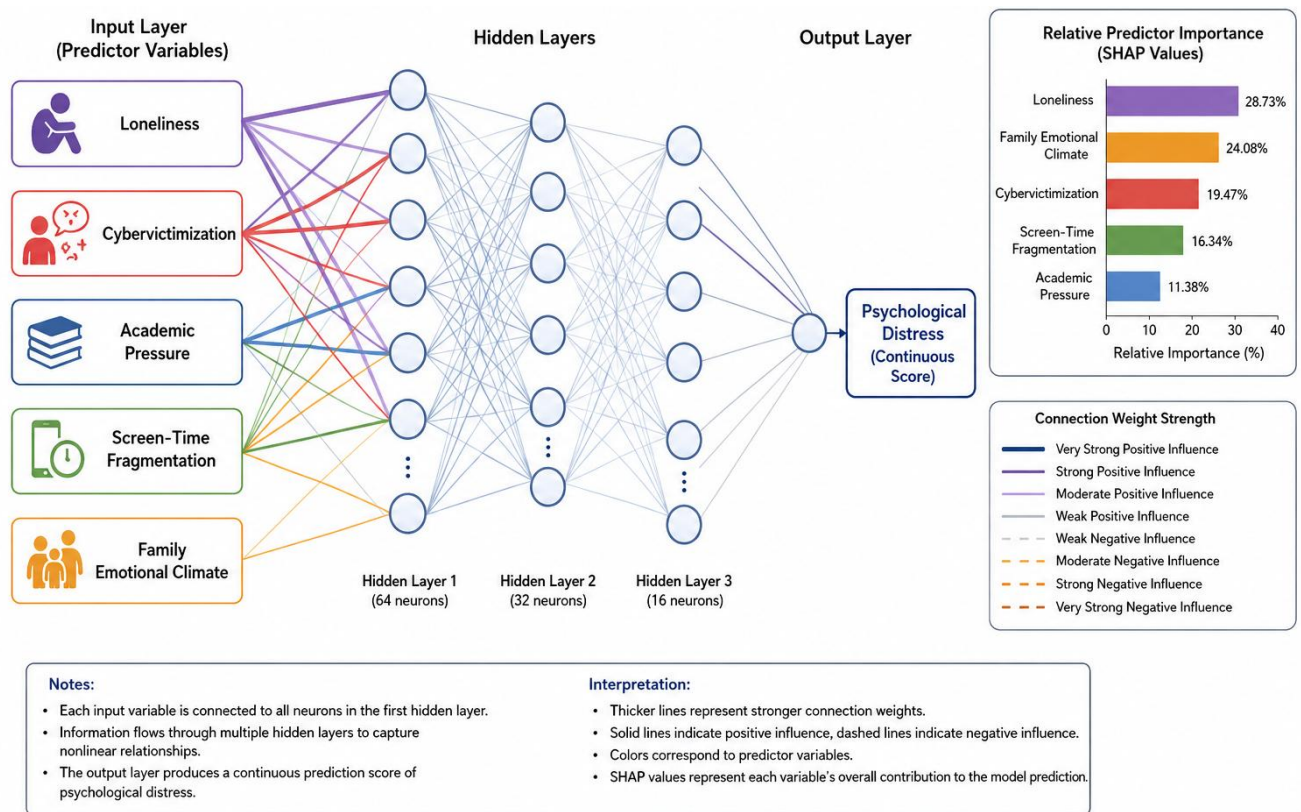 Input Layer
(Predictor Variables)
Hidden Layers
Output Layer
Loneliness
Cybervictimization
Academic
Pressure
Screen-Time
Fragmentation
Family
Emotional Climate
Hidden Layer 1
(64 neurons)
Hidden Layer 2
(32 neurons)
Hidden Layer 3
(16 neurons)
Psychological
Distress
(Continuous
Score)
Relative Predictor Importance
(SHAP Values)
Loneliness
28.73%
Family Emotional
Climate
24.08%
Cybervictimization
19.47%
Screen-Time
Fragmentation
16.34%
Academic
Pressure
11.38%
0 10 20 30 40
Relative Importance (%)
Connection Weight Strength
Very Strong Positive Influence
Strong Positive Influence
Moderate Positive Influence
Weak Positive Influence
Weak Negative Influence
Moderate Negative Influence
Strong Negative Influence
Very Strong Negative Influence
Notes:
• Each input variable is connected to all neurons in the first hidden layer.
• Information flows through multiple hidden layers to capture
nonlinear relationships.
• The output layer produces a continuous prediction score of
psychological distress.
Interpretation:
• Thicker lines represent stronger connection weights.
• Solid lines indicate positive influence, dashed lines indicate negative influence.
• Colors correspond to predictor variables.
• SHAP values represent each variable's overall contribution to the model prediction.